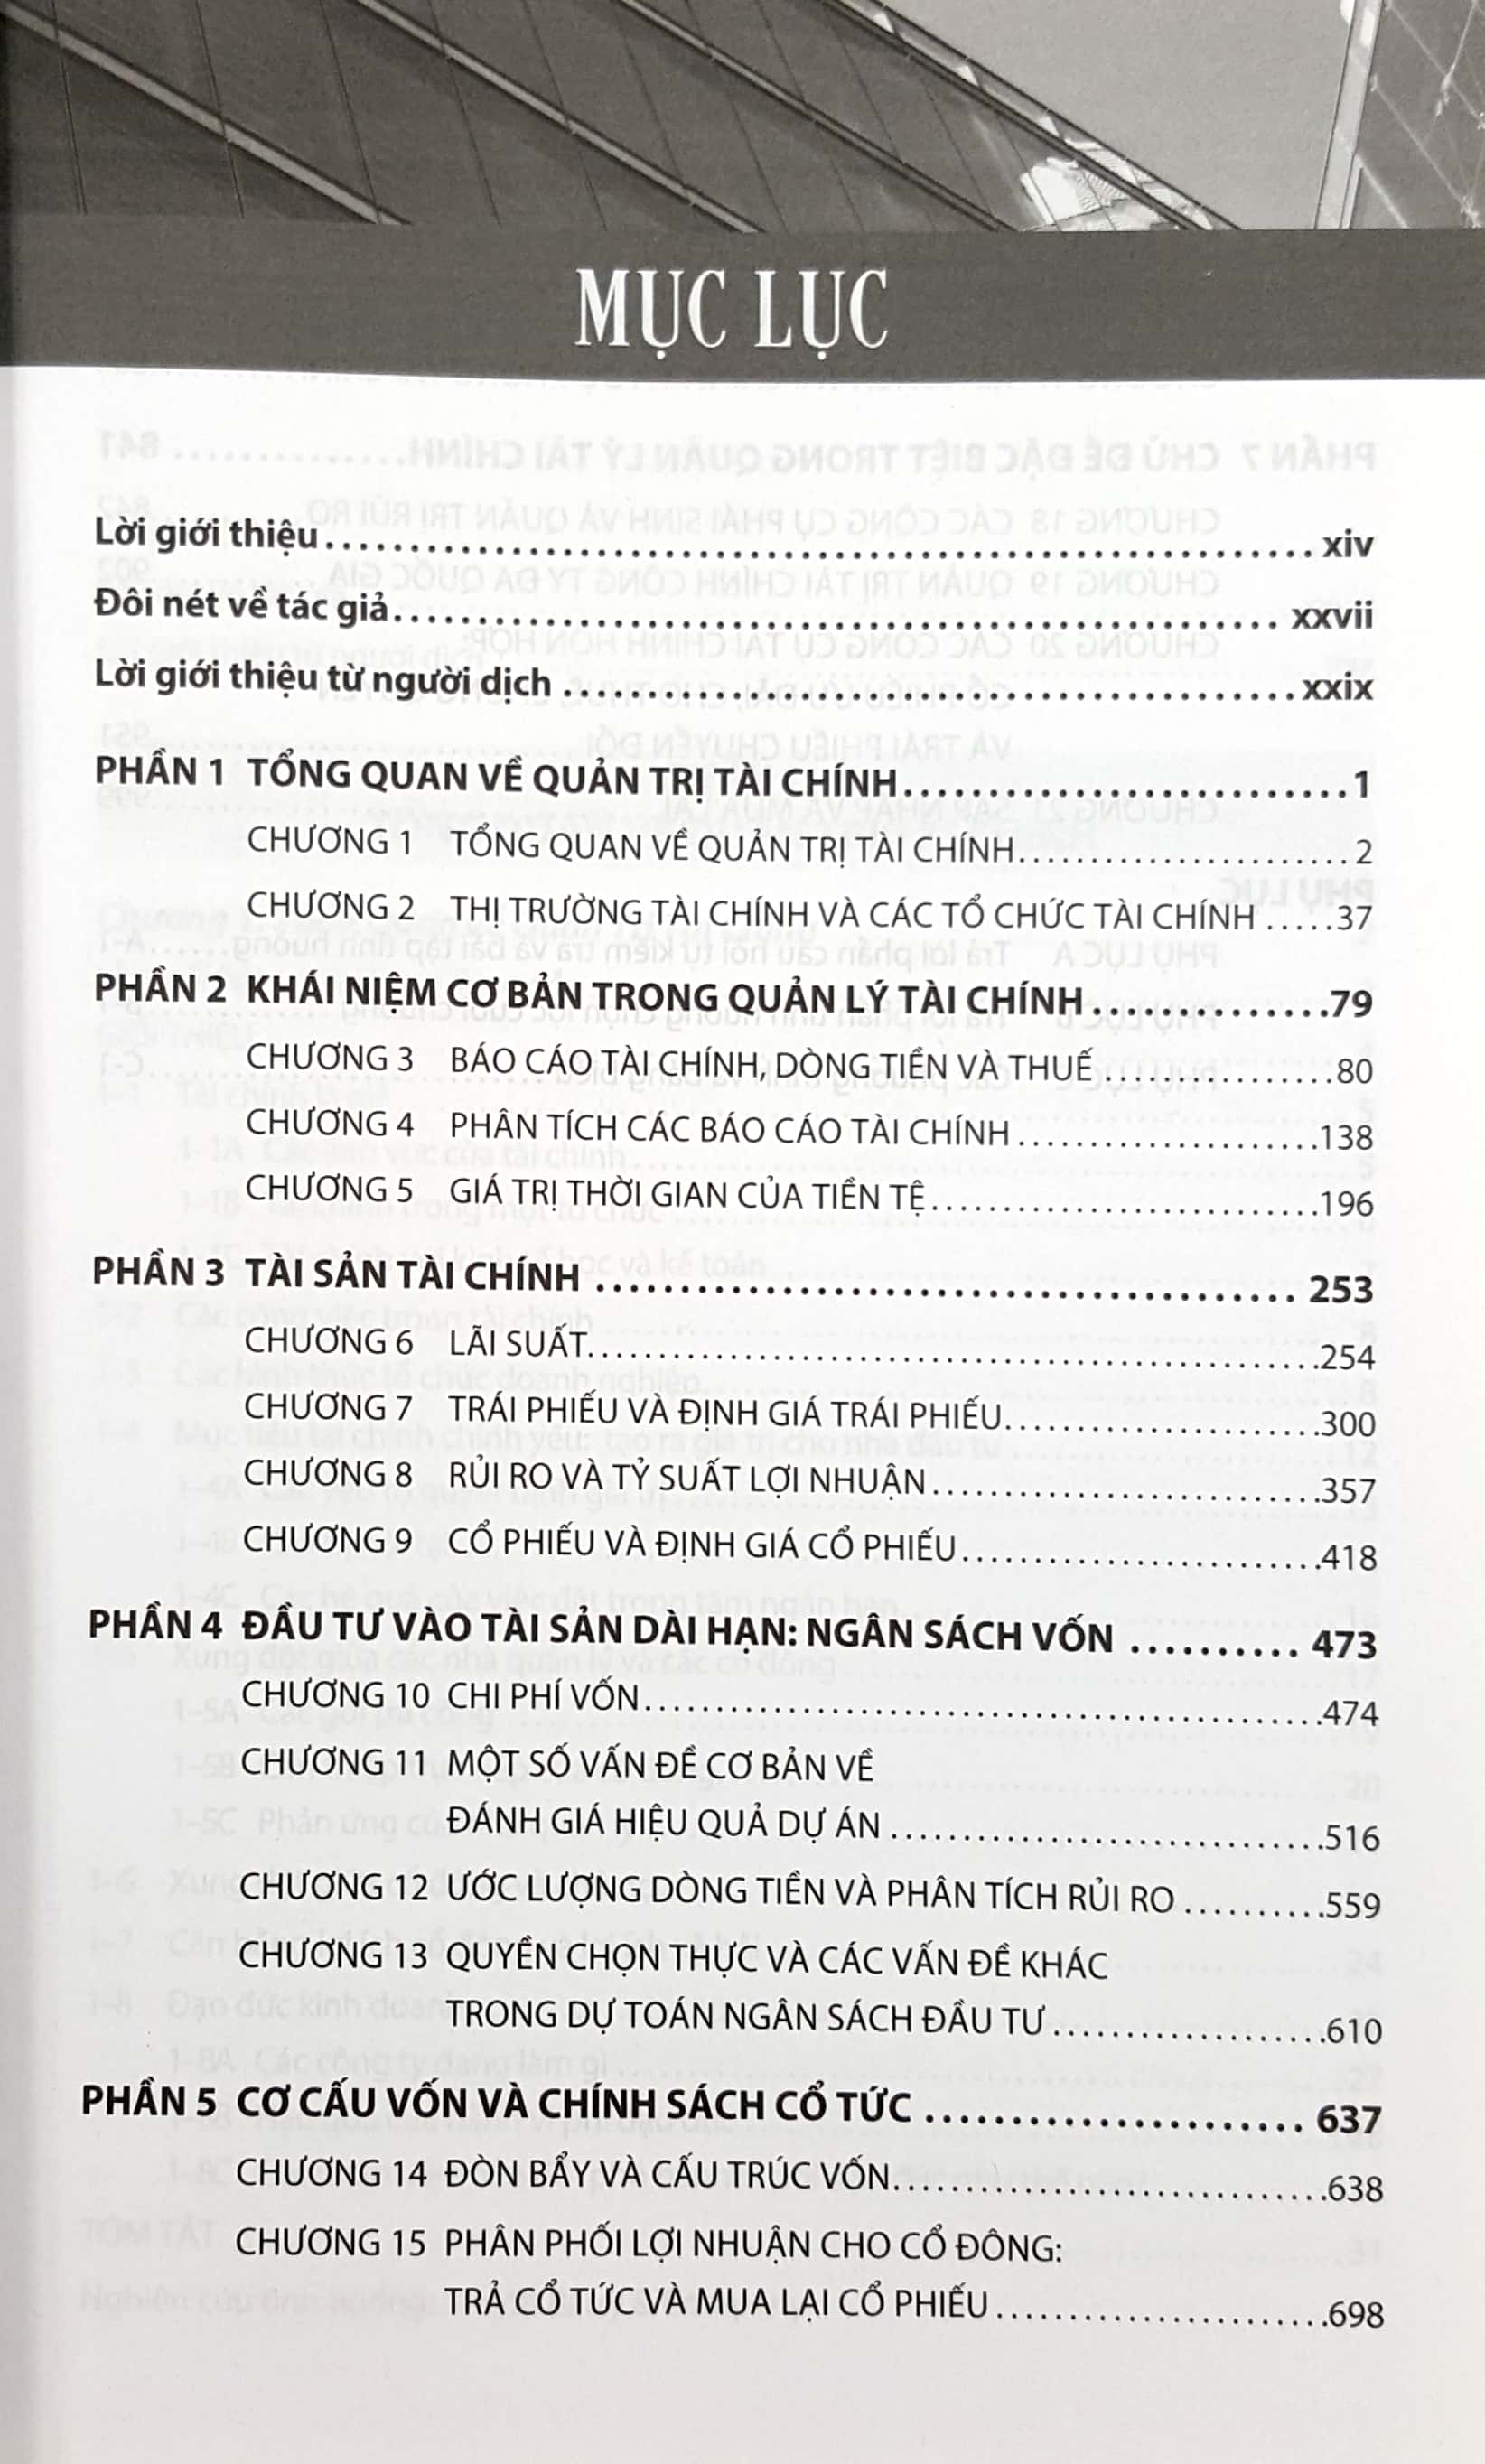 MỤC LỤC
Lời giới thiệu.......... xiv
Đôi nét về tác giả.......... xxvii
Lời giới thiệu từ người dịch .......... xxix
PHẦN 1 TỔNG QUAN VỀ QUẢN TRỊ TÀI CHÍNH..........1
CHƯƠNG 1 TỔNG QUAN VỀ QUẢN TRỊ TÀI CHÍNH..........2
CHƯƠNG 2 THỊ TRƯỜNG TÀI CHÍNH VÀ CÁC TỔ CHỨC TÀI CHÍNH .....37
PHẦN 2 KHÁI NIỆM CƠ BẢN TRONG QUẢN LÝ TÀI CHÍNH..........79
CHƯƠNG 3 BÁO CÁO TÀI CHÍNH, DÒNG TIỀN VÀ THUẾ ..........80
CHƯƠNG 4 PHÂN TÍCH CÁC BÁO CÁO TÀI CHÍNH ..........138
CHƯƠNG 5 GIÁ TRỊ THỜI GIAN CỦA TIỀN TỆ..........196
PHẦN 3 TÀI SẢN TÀI CHÍNH .......... 253
CHƯƠNG 6 LÃI SUẤT..........254
CHƯƠNG 7 TRÁI PHIẾU VÀ ĐỊNH GIÁ TRÁI PHIẾU..........300
CHƯƠNG 8 RỦI RO VÀ TỶ SUẤT LỢI NHUẬN..........357
CHƯƠNG 9 CỔ PHIẾU VÀ ĐỊNH GIÁ CỔ PHIẾU..........418
PHẦN 4 ĐẦU TƯ VÀO TÀI SẢN DÀI HẠN: NGÂN SÁCH VỐN .......... 473
CHƯƠNG 10 CHI PHÍ VỐN..........474
CHƯƠNG 11 MỘT SỐ VẤN ĐỀ CƠ BẢN VỀ
ĐÁNH GIÁ HIỆU QUẢ DỰ ÁN ..........516
CHƯƠNG 12 ƯỚC LƯỢNG DÒNG TIỀN VÀ PHÂN TÍCH RỦI RO ..........559
CHƯƠNG 13 QUYỀN CHỌN THỰC VÀ CÁC VẤN ĐỀ KHÁC
TRONG DỰ TOÁN NGÂN SÁCH ĐẦU TƯ..........610
PHẦN 5 CƠ CẤU VỐN VÀ CHÍNH SÁCH CỔ TỨC .......... 637
CHƯƠNG 14 ĐÒN BẨY VÀ CẤU TRÚC VỐN..........638
CHƯƠNG 15 PHÂN PHỐI LỢI NHUẬN CHO CỔ ĐÔNG:
TRẢ CỔ TỨC VÀ MUA LẠI CỔ PHIẾU..........698